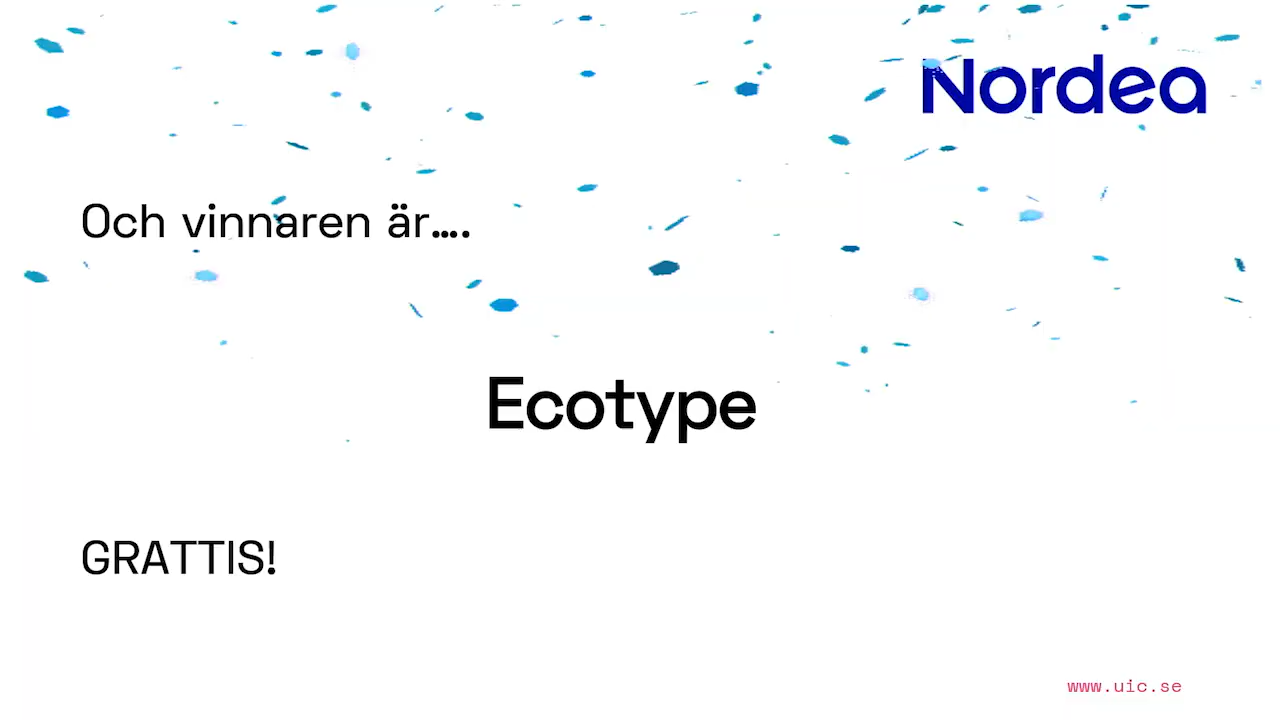 Nordea
Och vinnaren är....
Ecotype
GRATTIS!
www.uic.se